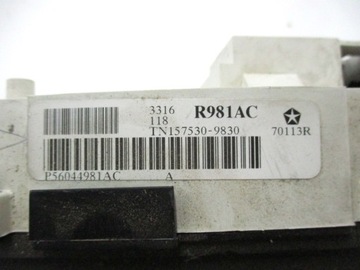 3316 R981AC
118
TN157530-9830 70113R
P56044981AC A